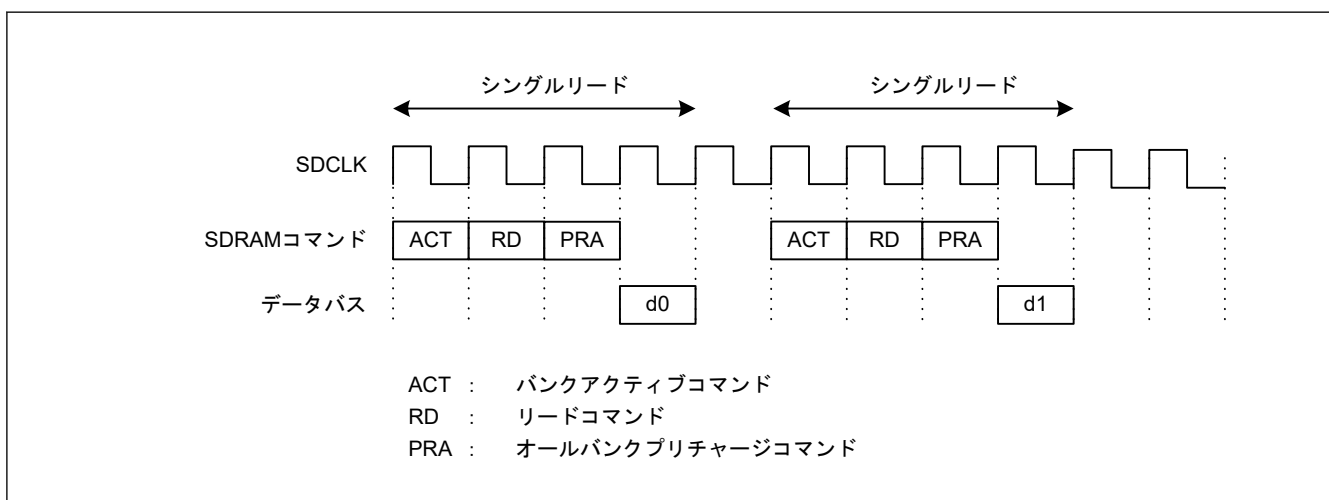 シングルリード シングルリード
SDCLK
SDRAMコマンド ACT RD PRA ACT RD PRA
データバス d0 d1
ACT : バンクアクティブコマンド
RD : リードコマンド
PRA : オールバンクプリチャージコマンド